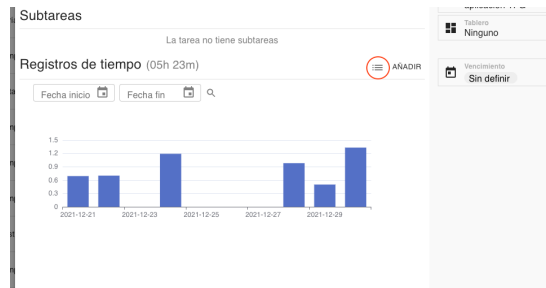 Subtareas
La tarea no tiene subtareas
Registros de tiempo (05h 23m)
AÑADIR
Fecha inicio
Fecha fin
1.5
1.2
0.9
0.6
0.3
0
2021-12-21
2021-12-23
2021-12-25
2021-12-27
2021-12-29
Tablero
Ninguno
Vencimiento
Sin definir